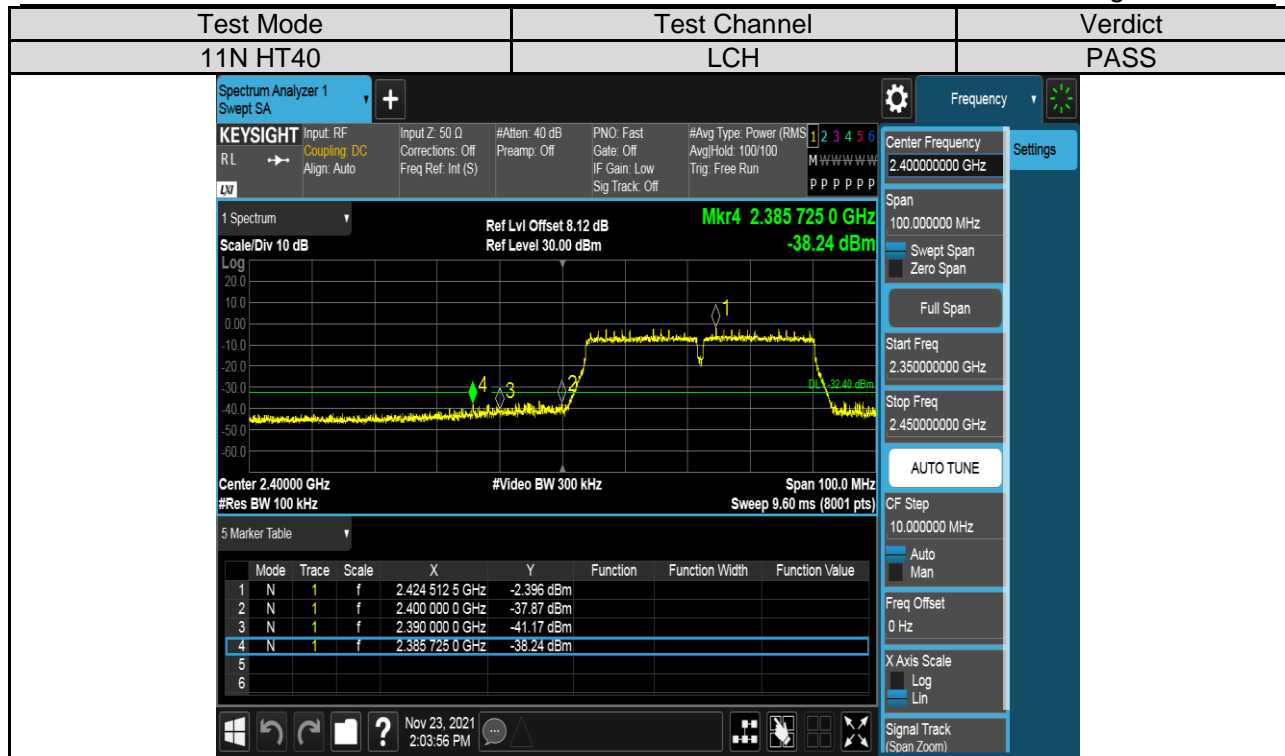 Test Mode Test Channel Verdict
11N HT40 LCH PASS
Spectrum Analyzer 1
Swept SA
+
Frequency
KEYSIGHT Input: RF Input Z: 50 Ω #Atten: 40 dB PNO: Fast #Avg Type: Power (RMS 1 2 3 4 5 6
RL Coupling: DC Corrections: Off Preamp: Off Gate: Off Avg|Hold: 100/100 M W W W W W
Align: Auto Freq Ref: Int (S) IF Gain: Low Trig: Free Run
LXI Sig Track: Off P P P P P P
1 Spectrum
Ref Lvl Offset 8.12 dB Mkr4 2.385 725 0 GHz
Scale/Div 10 dB Ref Level 30.00 dBm -38.24 dBm
Log
20.0
10.0
0.00
-10.0
-20.0
-30.0
-40.0
-50.0
-60.0
1
4 3 2
DL1 -32.40 dBm
Center 2.40000 GHz #Video BW 300 kHz Span 100.0 MHz
#Res BW 100 kHz Sweep 9.60 ms (8001 pts)
5 Marker Table
Mode Trace Scale X Y Function Function Width Function Value
1 N 1 f 2.424 512 5 GHz -2.396 dBm
2 N 1 f 2.400 000 0 GHz -37.87 dBm
3 N 1 f 2.390 000 0 GHz -41.17 dBm
4 N 1 f 2.385 725 0 GHz -38.24 dBm
5
6
?
Nov 23, 2021
2:03:56 PM
Center Frequency
2.400000000 GHz
Settings
Span
100.000000 MHz
Swept Span
Zero Span
Full Span
Start Freq
2.350000000 GHz
Stop Freq
2.450000000 GHz
AUTO TUNE
CF Step
10.000000 MHz
Auto
Man
Freq Offset
0 Hz
X Axis Scale
Log
Lin
Signal Track
(Span Zoom)